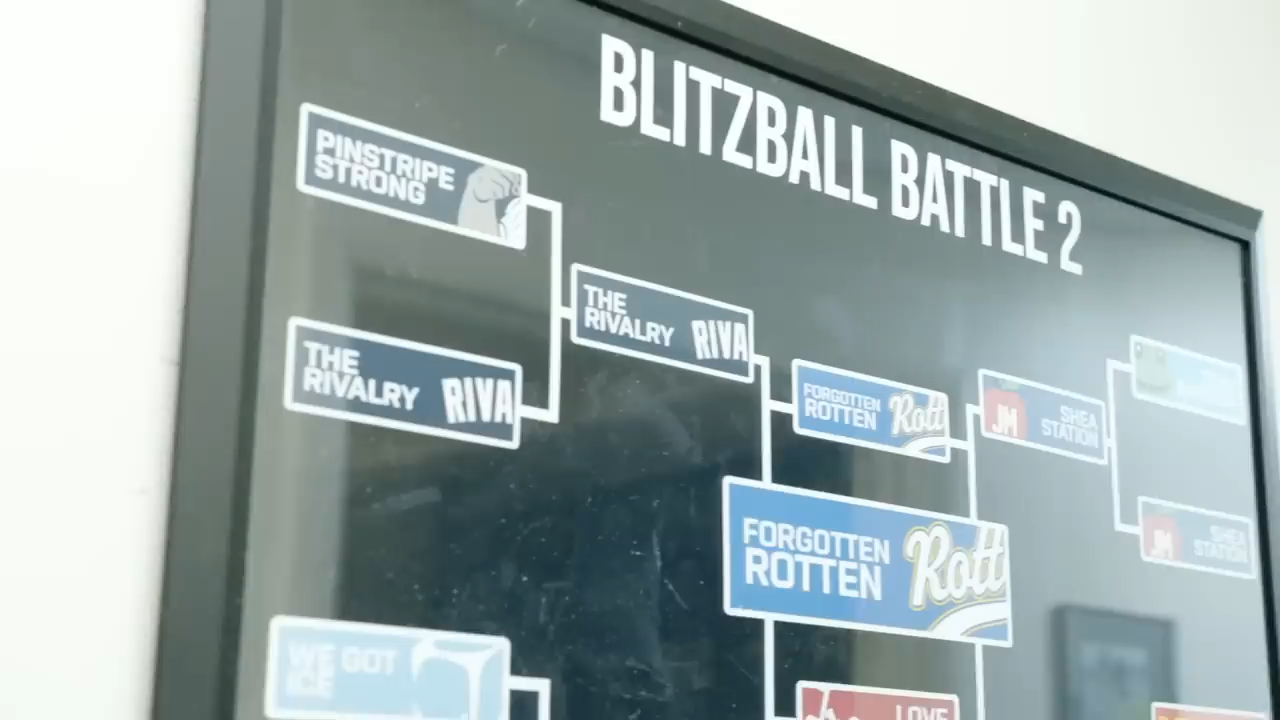 BLITZBALL BATTLE 2
PINSTRIPE
STRONG
THE
RIVALRY
RIVA
THE
RIVALRY
RIVA
FORGOTTEN
ROTTEN
Rott
JM
SHEA
STATION
JM
SHEA
STATION
FORGOTTEN
ROTTEN
Rott
WE GOT
ICE
LOVE